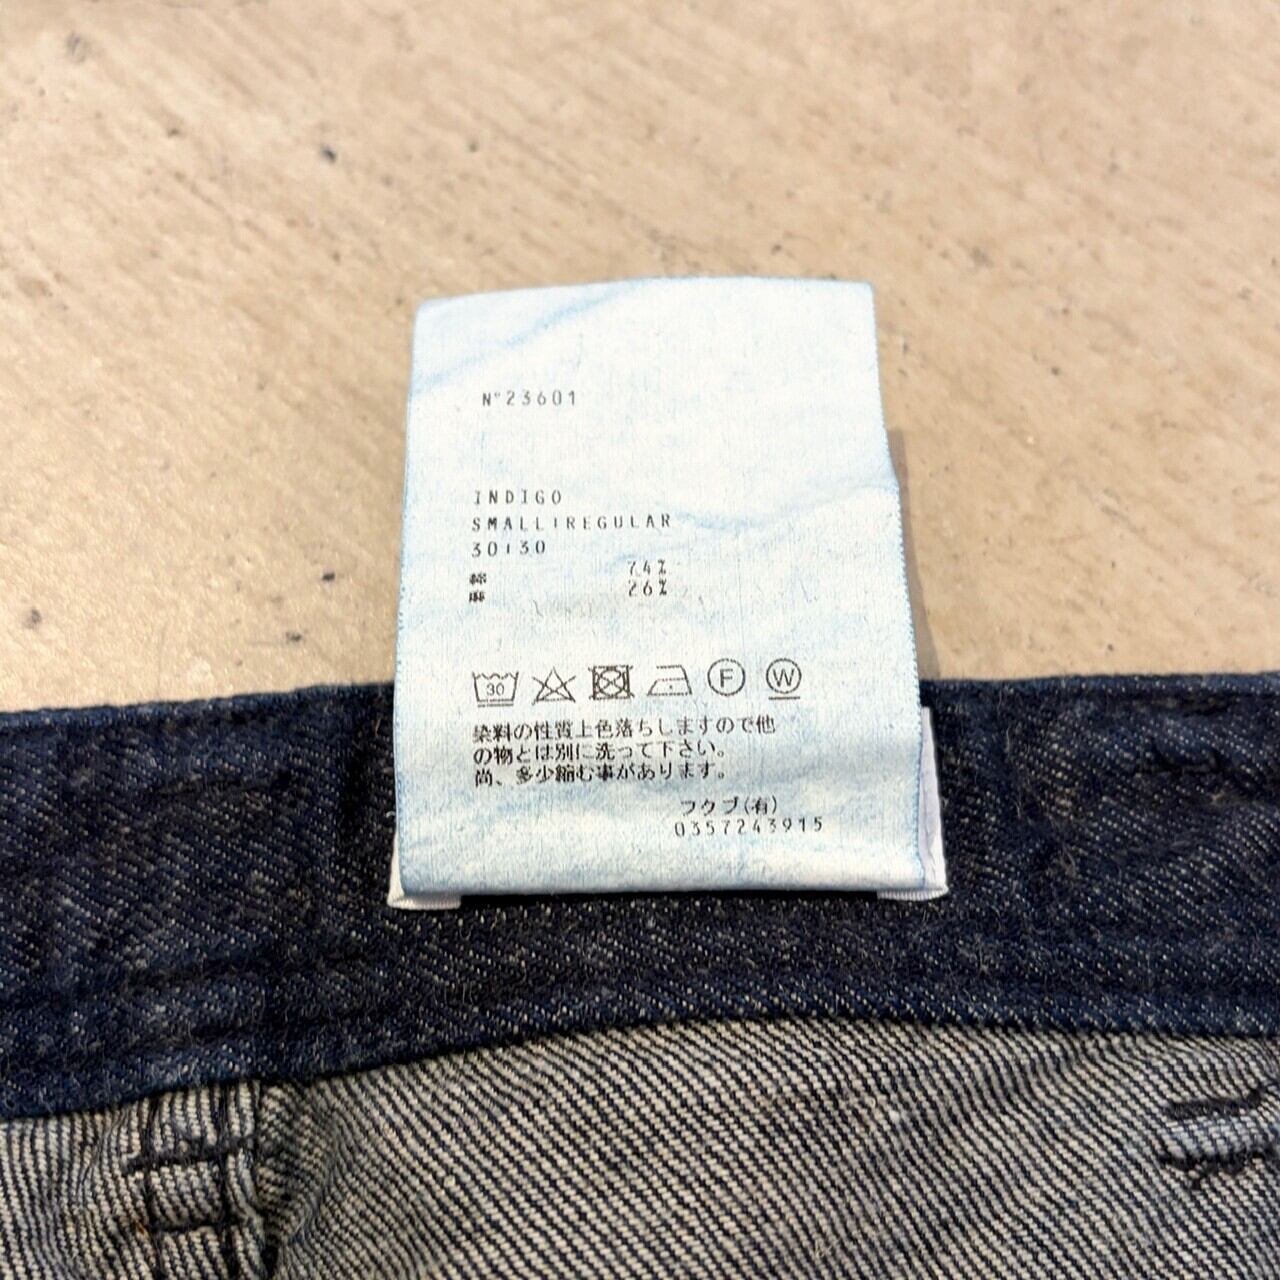 N°23601
INDIGO
SMALL|REGULAR
30|30
綿 74%
麻 26%
30
F W
染料の性質上色落ちしますので他
の物とは別に洗って下さい。
尚、多少縮む事があります。
フクブ(有)
0357243915